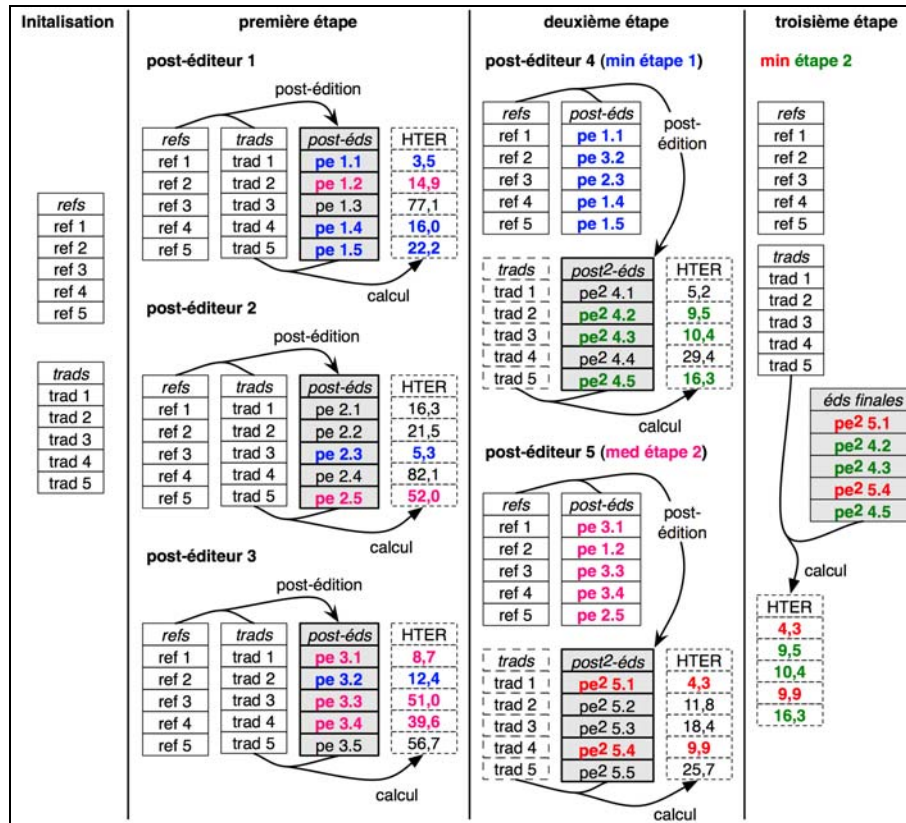 Initalisation
refs
ref 1
ref 2
ref 3
ref 4
ref 5
trads
trad 1
trad 2
trad 3
trad 4
trad 5
première étape
post-éditeur 1
post-édition
refs trads post-éds HTER
ref 1 trad 1 pe 1.1 3,5
ref 2 trad 2 pe 1.2 14,9
ref 3 trad 3 pe 1.3 77,1
ref 4 trad 4 pe 1.4 16,0
ref 5 trad 5 pe 1.5 22,2
calcul
post-éditeur 2
post-édition
refs trads post-éds HTER
ref 1 trad 1 pe 2.1 16,3
ref 2 trad 2 pe 2.2 21,5
ref 3 trad 3 pe 2.3 5,3
ref 4 trad 4 pe 2.4 82,1
ref 5 trad 5 pe 2.5 52,0
calcul
post-éditeur 3
post-édition
refs trads post-éds HTER
ref 1 trad 1 pe 3.1 8,7
ref 2 trad 2 pe 3.2 12,4
ref 3 trad 3 pe 3.3 51,0
ref 4 trad 4 pe 3.4 39,6
ref 5 trad 5 pe 3.5 56,7
calcul
deuxième étape
post-éditeur 4 (min étape 1)
refs post-éds
ref 1 pe 1.1
ref 2 pe 3.2
ref 3 pe 2.3
ref 4 pe 1.4
ref 5 pe 1.5
post-
édition
trads post2-éds HTER
trad 1 pe2 4.1 5,2
trad 2 pe2 4.2 9,5
trad 3 pe2 4.3 10,4
trad 4 pe2 4.4 29,4
trad 5 pe2 4.5 16,3
calcul
post-éditeur 5 (med étape 2)
refs post-éds
ref 1 pe 3.1
ref 2 pe 1.2
ref 3 pe 3.3
ref 4 pe 3.4
ref 5 pe 2.5
post-
édition
trads post2-éds HTER
trad 1 pe2 5.1 4,3
trad 2 pe2 5.2 11,8
trad 3 pe2 5.3 18,4
trad 4 pe2 5.4 9,9
trad 5 pe2 5.5 25,7
calcul
troisième étape
min étape 2
refs
ref 1
ref 2
ref 3
ref 4
ref 5
trads
trad 1
trad 2
trad 3
trad 4
trad 5
éds finales
pe2 5.1
pe2 4.2
pe2 4.3
pe2 5.4
pe2 4.5
calcul
HTER
4,3
9,5
10,4
9,9
16,3